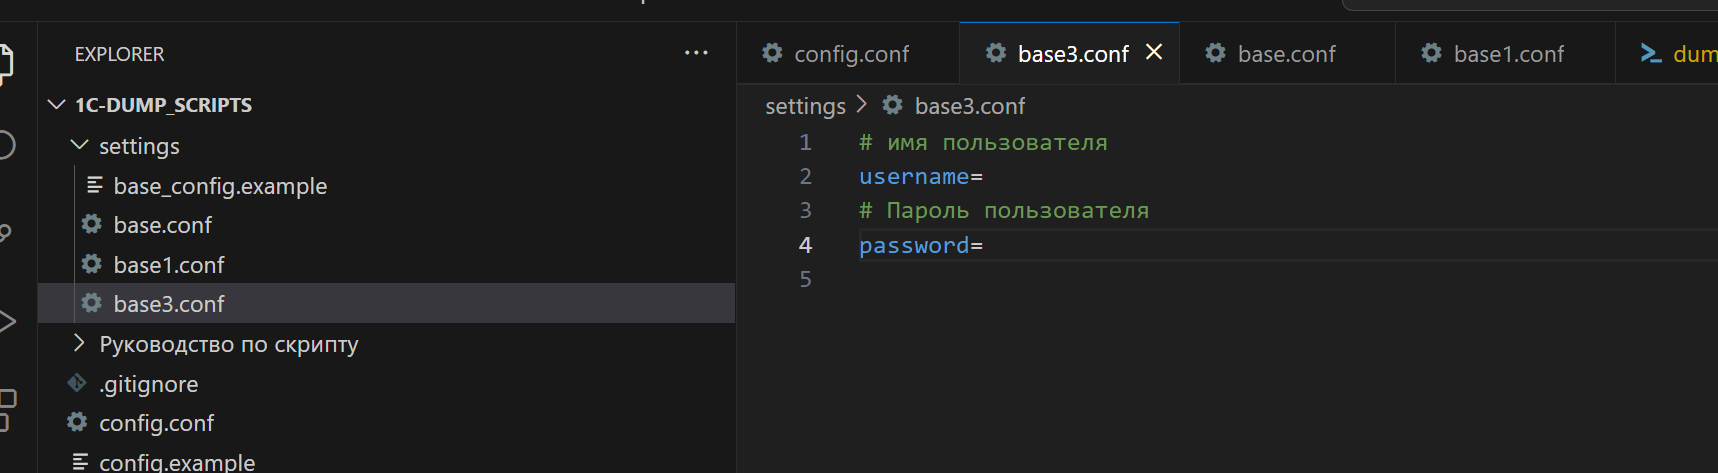 EXPLORER
1C-DUMP_SCRIPTS
settings
base_config.example
base.conf
base1.conf
base3.conf
Руководство по скрипту
.gitignore
config.conf
config.example
config.conf
base3.conf
base.conf
base1.conf
dum
settings > base3.conf
1 # имя пользователя
2 username=
3 # Пароль пользователя
4 password=
5